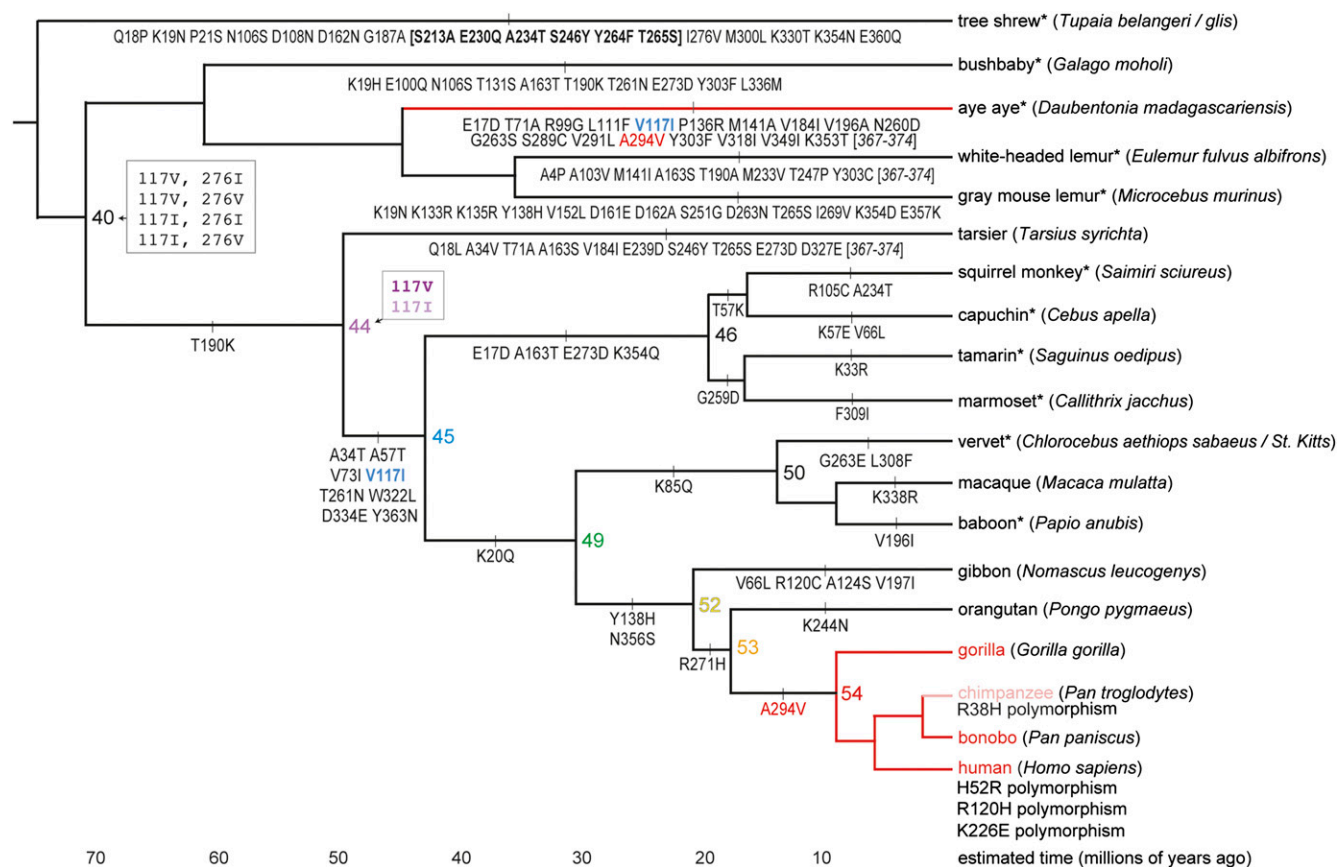 tree shrew* (Tupaia belangeri / glis)
Q18P K19N P21S N106S D108N D162N G187A [S213A E230Q A234T S246Y Y264F T265S] I276V M300L K330T K354N E360Q
bushbaby* (Galago moholi)
K19H E100Q N106S T131S A163T T190K T261N E273D Y303F L336M
aye aye* (Daubentonia madagascariensis)
E17D T71A R99G L111F V117I P136R M141A V184I V196A N260D
G263S S289C V291L A294V Y303F V318I V349I K353T [367-374]
white-headed lemur* (Eulemur fulvus albifrons)
A4P A103V M141I A163S T190A M233V T247P Y303C [367-374]
gray mouse lemur* (Microcebus murinus)
K19N K133R K135R Y138H V152L D161E D162A S251G D263N T265S I269V K354D E357K
40
117V, 276I
117V, 276V
117I, 276I
117I, 276V
tarsier (Tarsius syrichta)
Q18L A34V T71A A163S V184I E239D S246Y T265S E273D D327E [367-374]
117V
117I
44
T190K
squirrel monkey* (Saimiri sciureus)
R105C A234T
T57K
capuchin* (Cebus apella)
K57E V66L
46
E17D A163T E273D K354Q
tamarin* (Saguinus oedipus)
K33R
G259D
marmoset* (Callithrix jacchus)
F309I
45
A34T A57T
V73I V117I
T261N W322L
D334E Y363N
vervet* (Chlorocebus aethiops sabaeus / St. Kitts)
G263E L308F
50
K85Q
macaque (Macaca mulatta)
K338R
baboon* (Papio anubis)
V196I
49
K20Q
gibbon (Nomascus leucogenys)
V66L R120C A124S V197I
52
Y138H
N356S
orangutan (Pongo pygmaeus)
K244N
53
R271H
gorilla (Gorilla gorilla)
54
A294V
chimpanzee (Pan troglodytes)
R38H polymorphism
bonobo (Pan paniscus)
human (Homo sapiens)
H52R polymorphism
R120H polymorphism
K226E polymorphism
70 60 50 40 30 20 10 estimated time (millions of years ago)